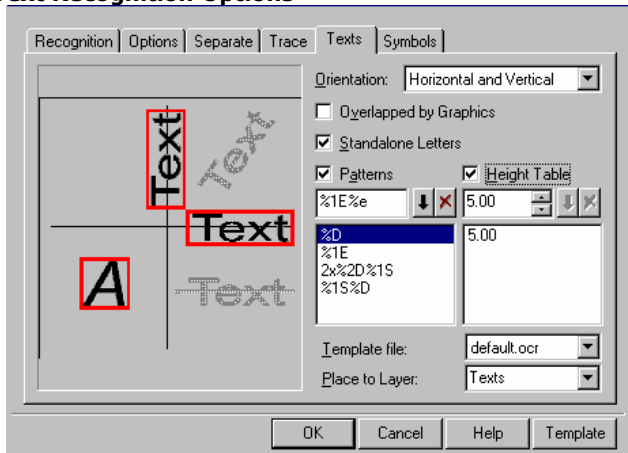 Text Recognition Options
Recognition Options Separate Trace Texts Symbols
Orientation: Horizontal and Vertical
Overlapped by Graphics
Standalone Letters
Patterns Height Table
%1E%e 5.00
%D 5.00
%1E
2x%2D%1S
%1S%D
Template file: default.ocr
Place to Layer: Texts
Text
Text
Text
A
Text
OK Cancel Help Template